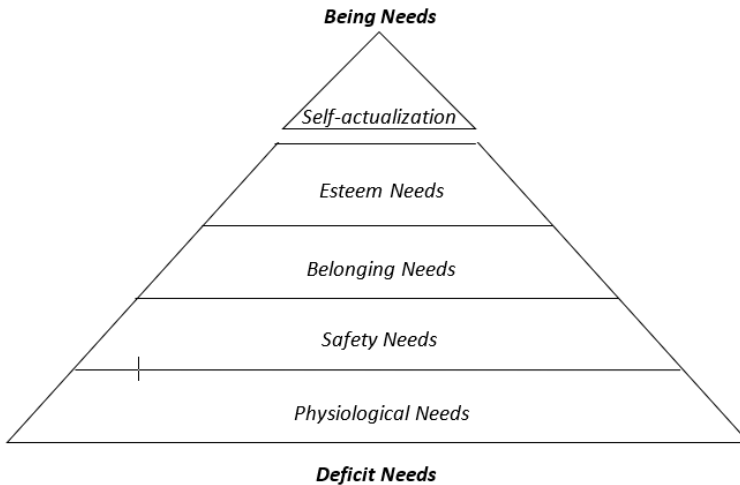 Being Needs
Self-actualization
Esteem Needs
Belonging Needs
Safety Needs
Physiological Needs
Deficit Needs